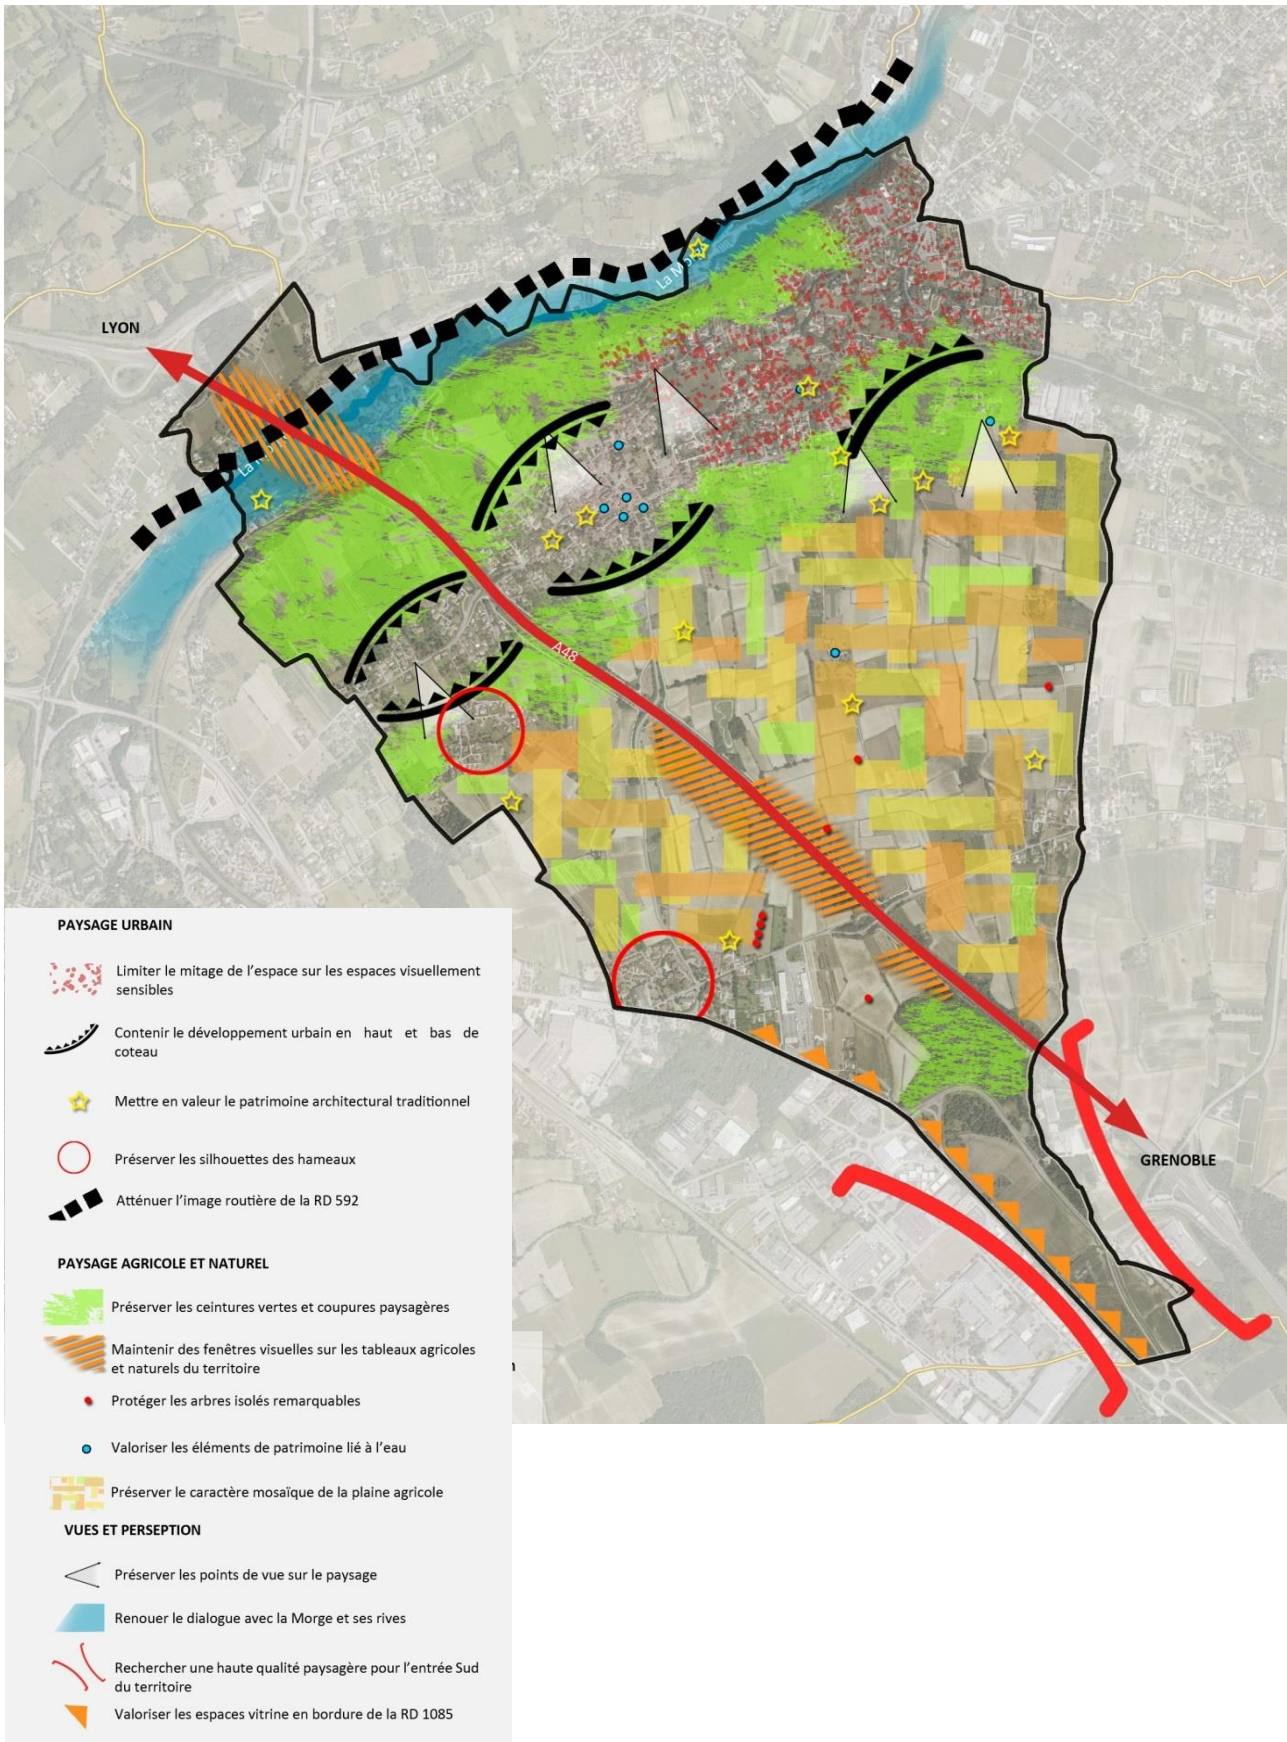 La Morge
LYON
La Mo
A48
GRENOBLE
PAYSAGE URBAIN
Limiter le mitage de l'espace sur les espaces visuellement
sensibles
Contenir le développement urbain en haut et bas de
coteau
Mettre en valeur le patrimoine architectural traditionnel
Préserver les silhouettes des hameaux
Atténuer l'image routière de la RD 592
PAYSAGE AGRICOLE ET NATUREL
Préserver les ceintures vertes et coupures paysagères
Maintenir des fenêtres visuelles sur les tableaux agricoles
et naturels du territoire
n
Protéger les arbres isolés remarquables
Valoriser les éléments de patrimoine lié à l'eau
Préserver le caractère mosaïque de la plaine agricole
VUES ET PERSEPTION
Préserver les points de vue sur le paysage
Renouer le dialogue avec la Morge et ses rives
Rechercher une haute qualité paysagère pour l'entrée Sud
du territoire
Valoriser les espaces vitrine en bordure de la RD 1085